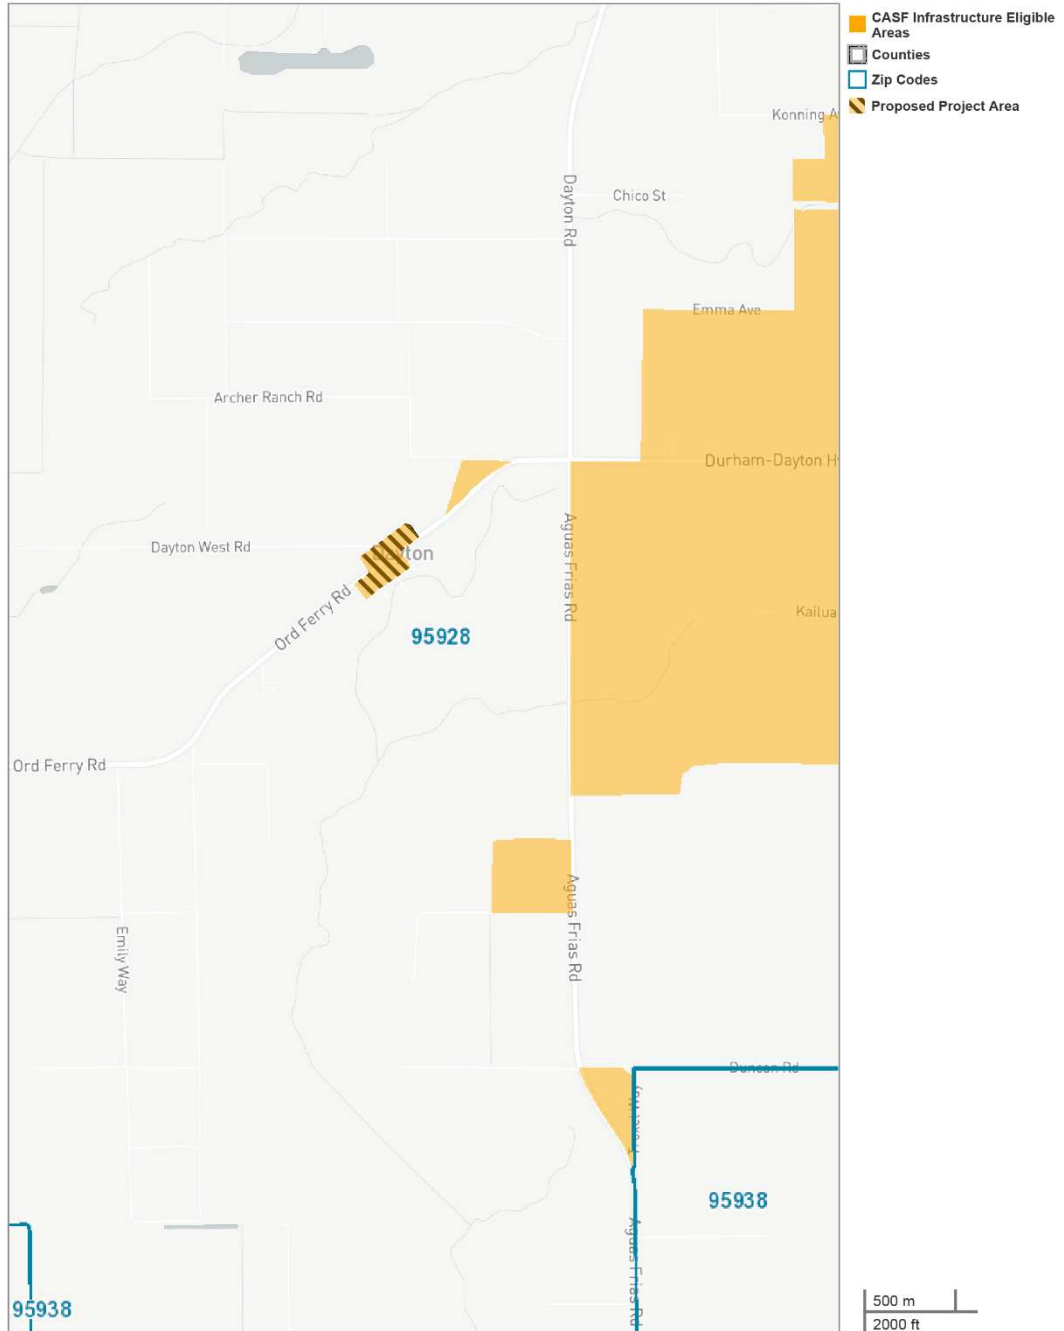 CASF Infrastructure Eligible
Areas
Counties
Zip Codes
Proposed Project Area
Konning A
Chico St
Dayton Rd
Emma Ave
Archer Ranch Rd
Durham-Dayton H
Aguas Frias Rd
Dayton West Rd
Dayton
Ord Ferry Rd
Kailua
95928
Ord Ferry Rd
Aguas Frias Rd
Emily Way
Duncan Rd
95938
Aguas Frias Rd
95938
500 m
2000 ft